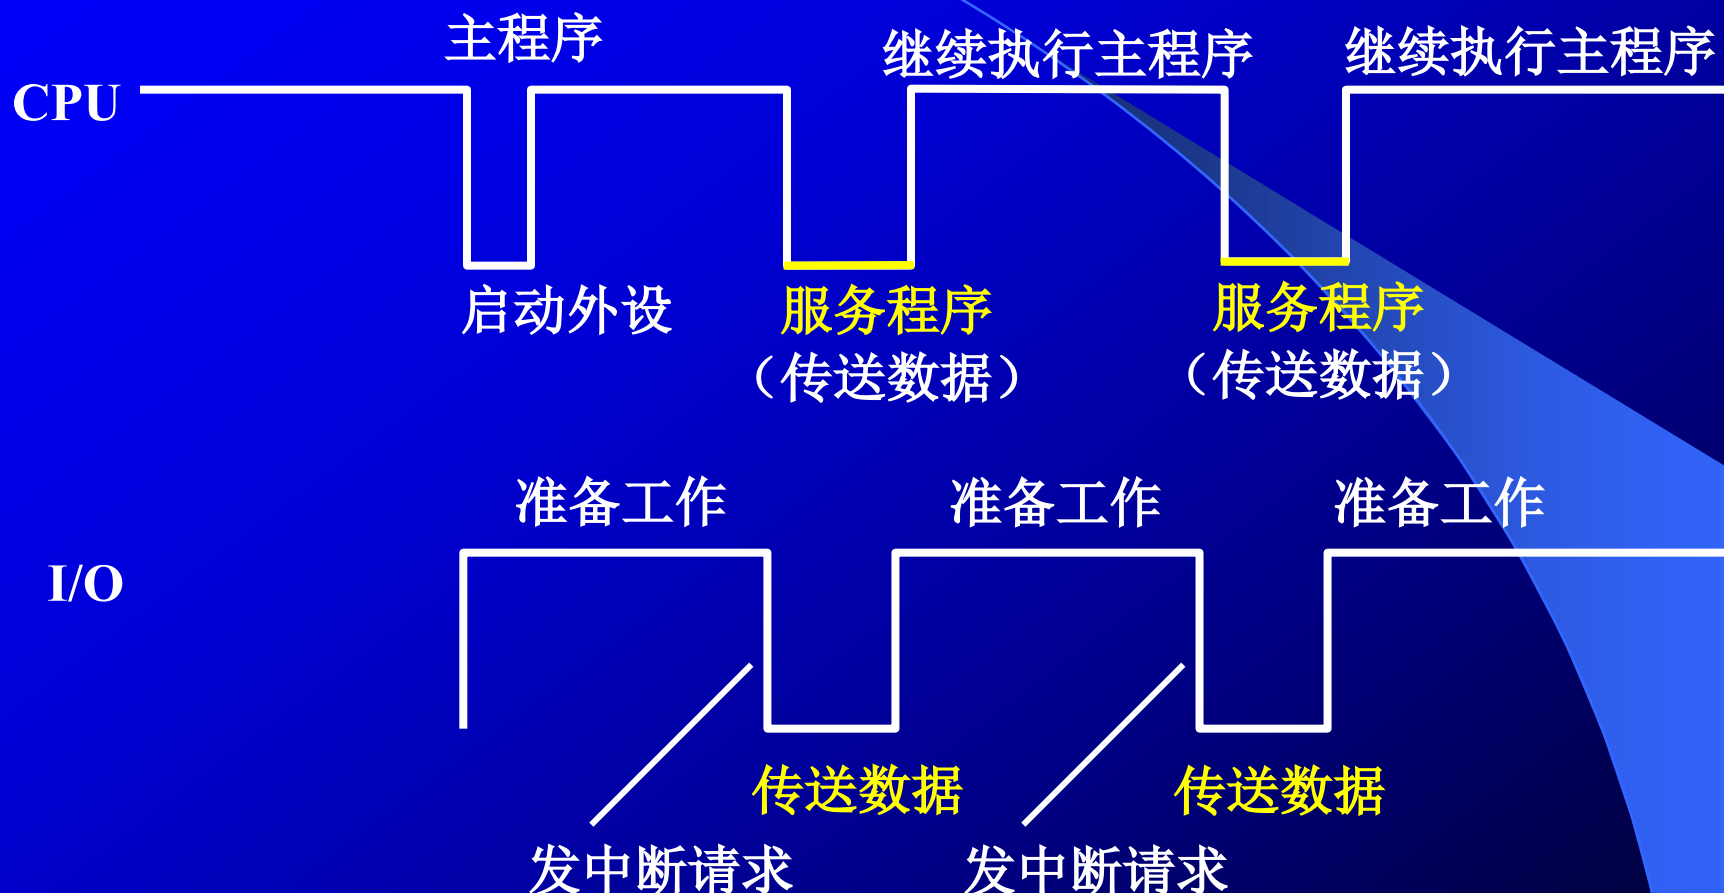 主程序
继续执行主程序
继续执行主程序
CPU
启动外设
服务程序
(传送数据)
服务程序
(传送数据)
准备工作
准备工作
准备工作
I/O
传送数据
传送数据
发中断请求
发中断请求